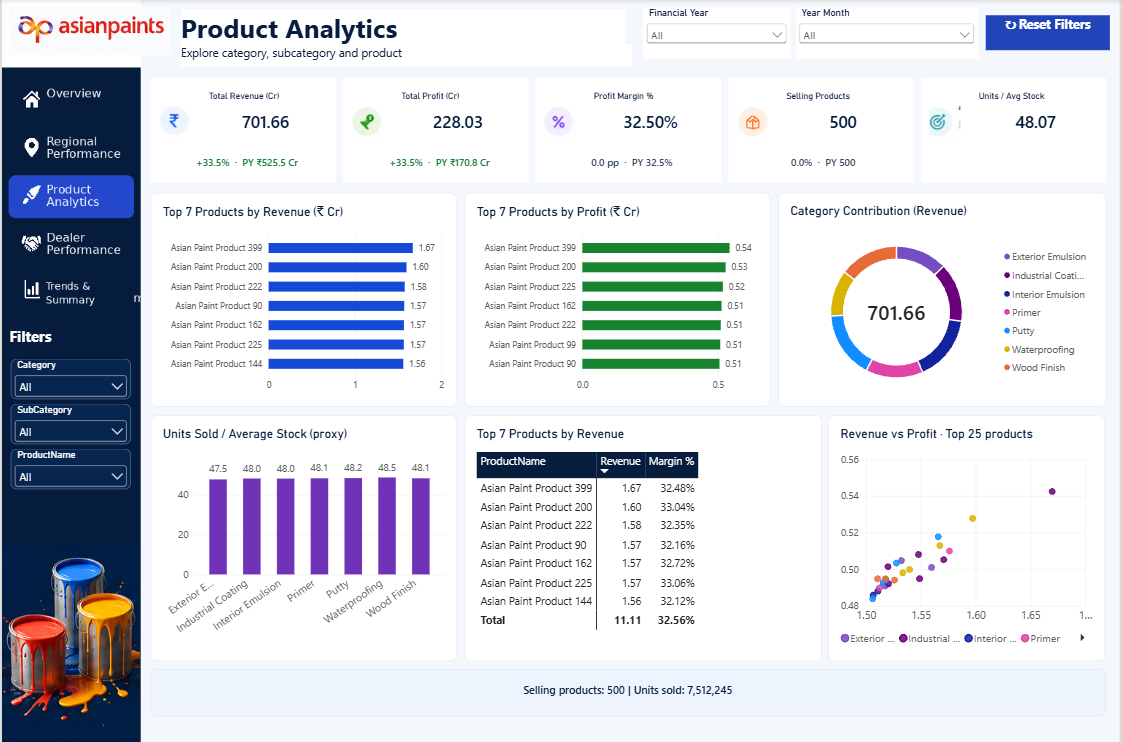 asianpaints
Product Analytics
Explore category, subcategory and product
Financial Year
All
Year Month
All
↻ Reset Filters
Overview
Regional
Performance
Product
Analytics
Dealer
Performance
Trends &
Summary
Filters
Category
All
SubCategory
All
ProductName
All
Total Revenue (Cr)
₹
701.66
+33.5% · PY ₹525.5 Cr
Total Profit (Cr)
228.03
+33.5% · PY ₹170.8 Cr
Profit Margin %
%
32.50%
0.0 pp · PY 32.5%
Selling Products
500
0.0% · PY 500
Units / Avg Stock
48.07
Top 7 Products by Revenue (₹ Cr)
Asian Paint Product 399 1.67
Asian Paint Product 200 1.60
Asian Paint Product 222 1.58
Asian Paint Product 90 1.57
Asian Paint Product 162 1.57
Asian Paint Product 225 1.57
Asian Paint Product 144 1.56
0 1 2
Top 7 Products by Profit (₹ Cr)
Asian Paint Product 399 0.54
Asian Paint Product 200 0.53
Asian Paint Product 225 0.52
Asian Paint Product 162 0.51
Asian Paint Product 222 0.51
Asian Paint Product 99 0.51
Asian Paint Product 90 0.51
0.0 0.5
Category Contribution (Revenue)
701.66
Exterior Emulsion
Industrial Coati...
Interior Emulsion
Primer
Putty
Waterproofing
Wood Finish
Units Sold / Average Stock (proxy)
47.5 48.0 48.0 48.1 48.2 48.5 48.1
40
20
0
Exterior E...
Industrial Coating
Interior Emulsion
Primer
Putty
Waterproofing
Wood Finish
Top 7 Products by Revenue
ProductName Revenue Margin %
Asian Paint Product 399 1.67 32.48%
Asian Paint Product 200 1.60 33.04%
Asian Paint Product 222 1.58 32.35%
Asian Paint Product 90 1.57 32.16%
Asian Paint Product 162 1.57 32.72%
Asian Paint Product 225 1.57 33.06%
Asian Paint Product 144 1.56 32.12%
Total 11.11 32.56%
Revenue vs Profit · Top 25 products
0.56
0.54
0.52
0.50
0.48
1.50 1.55 1.60 1.65 1...
Exterior ... Industrial ... Interior ... Primer
Selling products: 500 | Units sold: 7,512,245